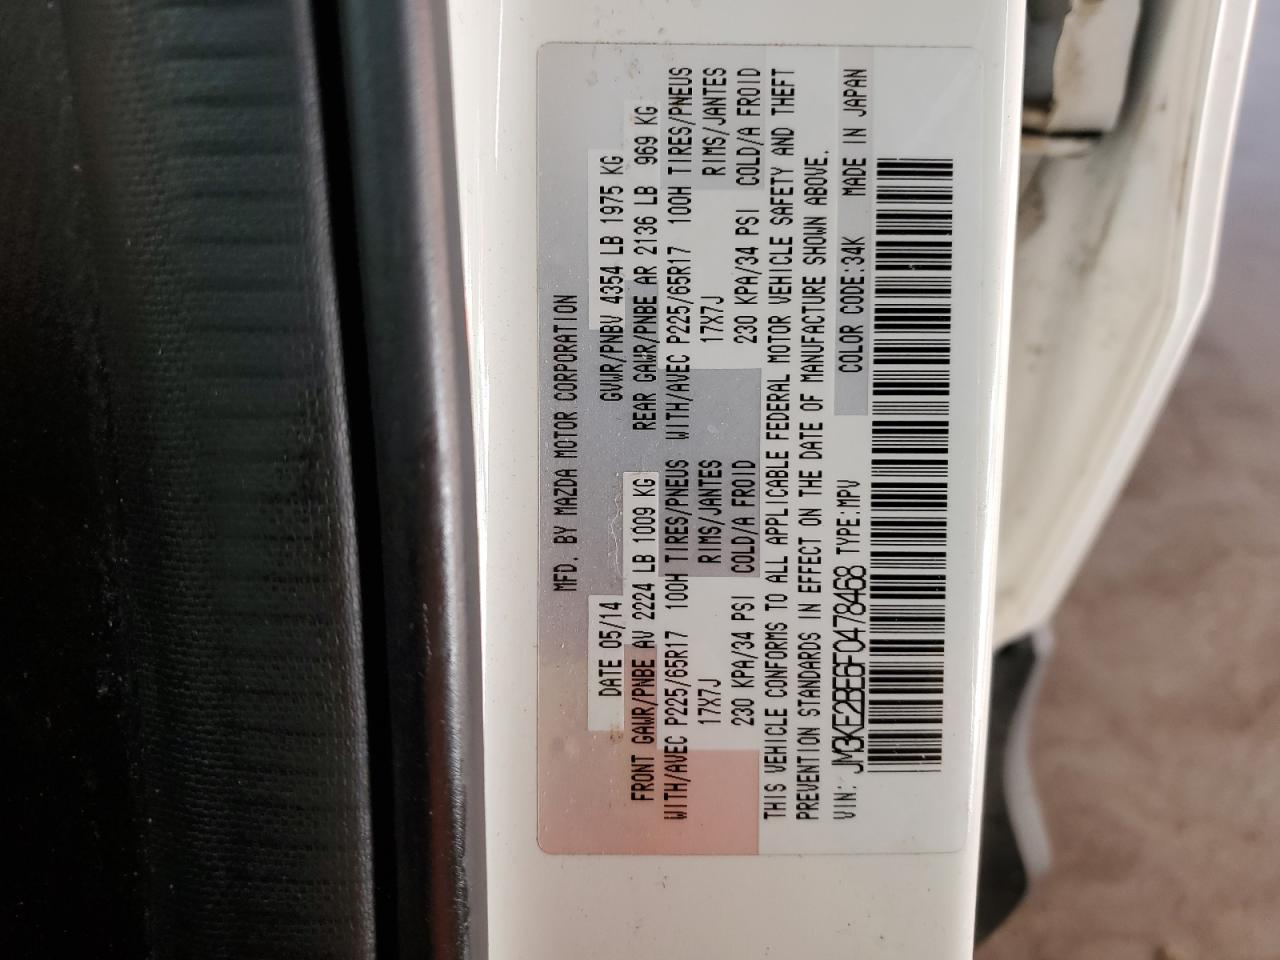 MFD. BY MAZDA MOTOR CORPORATION
DATE 05/14 GVWR/PNBV 4354 LB 1975 KG
FRONT GAWR/PNBE AV 2224 LB 1009 KG REAR GAWR/PNBE AR 2136 LB 969 KG
WITH/AVEC P225/65R17 100H TIRES/PNEUS WITH/AVEC P225/65R17 100H TIRES/PNEUS
17X7J RIMS/JANTES 17X7J RIMS/JANTES
230 KPA/34 PSI COLD/A FROID 230 KPA/34 PSI COLD/A FROID
THIS VEHICLE CONFORMS TO ALL APPLICABLE FEDERAL MOTOR VEHICLE SAFETY AND THEFT
PREVENTION STANDARDS IN EFFECT ON THE DATE OF MANUFACTURE SHOWN ABOVE.
VIN: JM3KE2BE6F0478468 TYPE:MPV COLOR CODE:34K MADE IN JAPAN